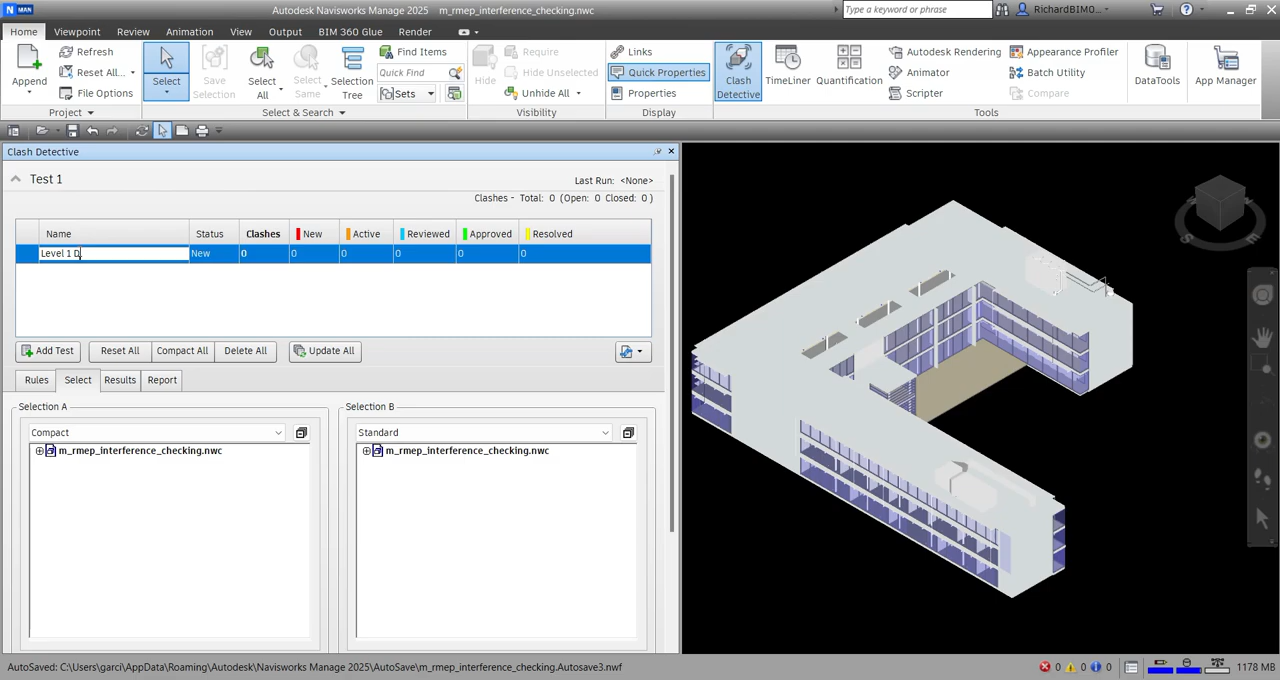 N MAN
Autodesk Navisworks Manage 2025 m_rmep_interference_checking.nwc
Type a keyword or phrase
RichardBIMO...
Home Viewpoint Review Animation View Output BIM 360 Glue Render
Append
Refresh
Reset All...
File Options
Project
Select
Save Selection
Select All
Select Same
Selection Tree
Find Items
Quick Find
Sets
Select & Search
Hide
Require
Hide Unselected
Unhide All
Visibility
Links
Quick Properties
Properties
Display
Clash Detective
TimeLiner
Quantification
Autodesk Rendering
Animator
Scripter
Appearance Profiler
Batch Utility
Compare
DataTools
App Manager
Tools
Clash Detective
Test 1
Last Run: <None>
Clashes - Total: 0 (Open: 0 Closed: 0 )
Name Status Clashes New Active Reviewed Approved Resolved
Level 1 D New 0 0 0 0 0 0
Add Test Reset All Compact All Delete All Update All
Rules Select Results Report
Selection A
Compact
m_rmep_interference_checking.nwc
Selection B
Standard
m_rmep_interference_checking.nwc
S E
AutoSaved: C:\Users\garci\AppData\Roaming\Autodesk\Navisworks Manage 2025\AutoSave\m_rmep_interference_checking.Autosave3.nwf
0 0 0 1178 MB